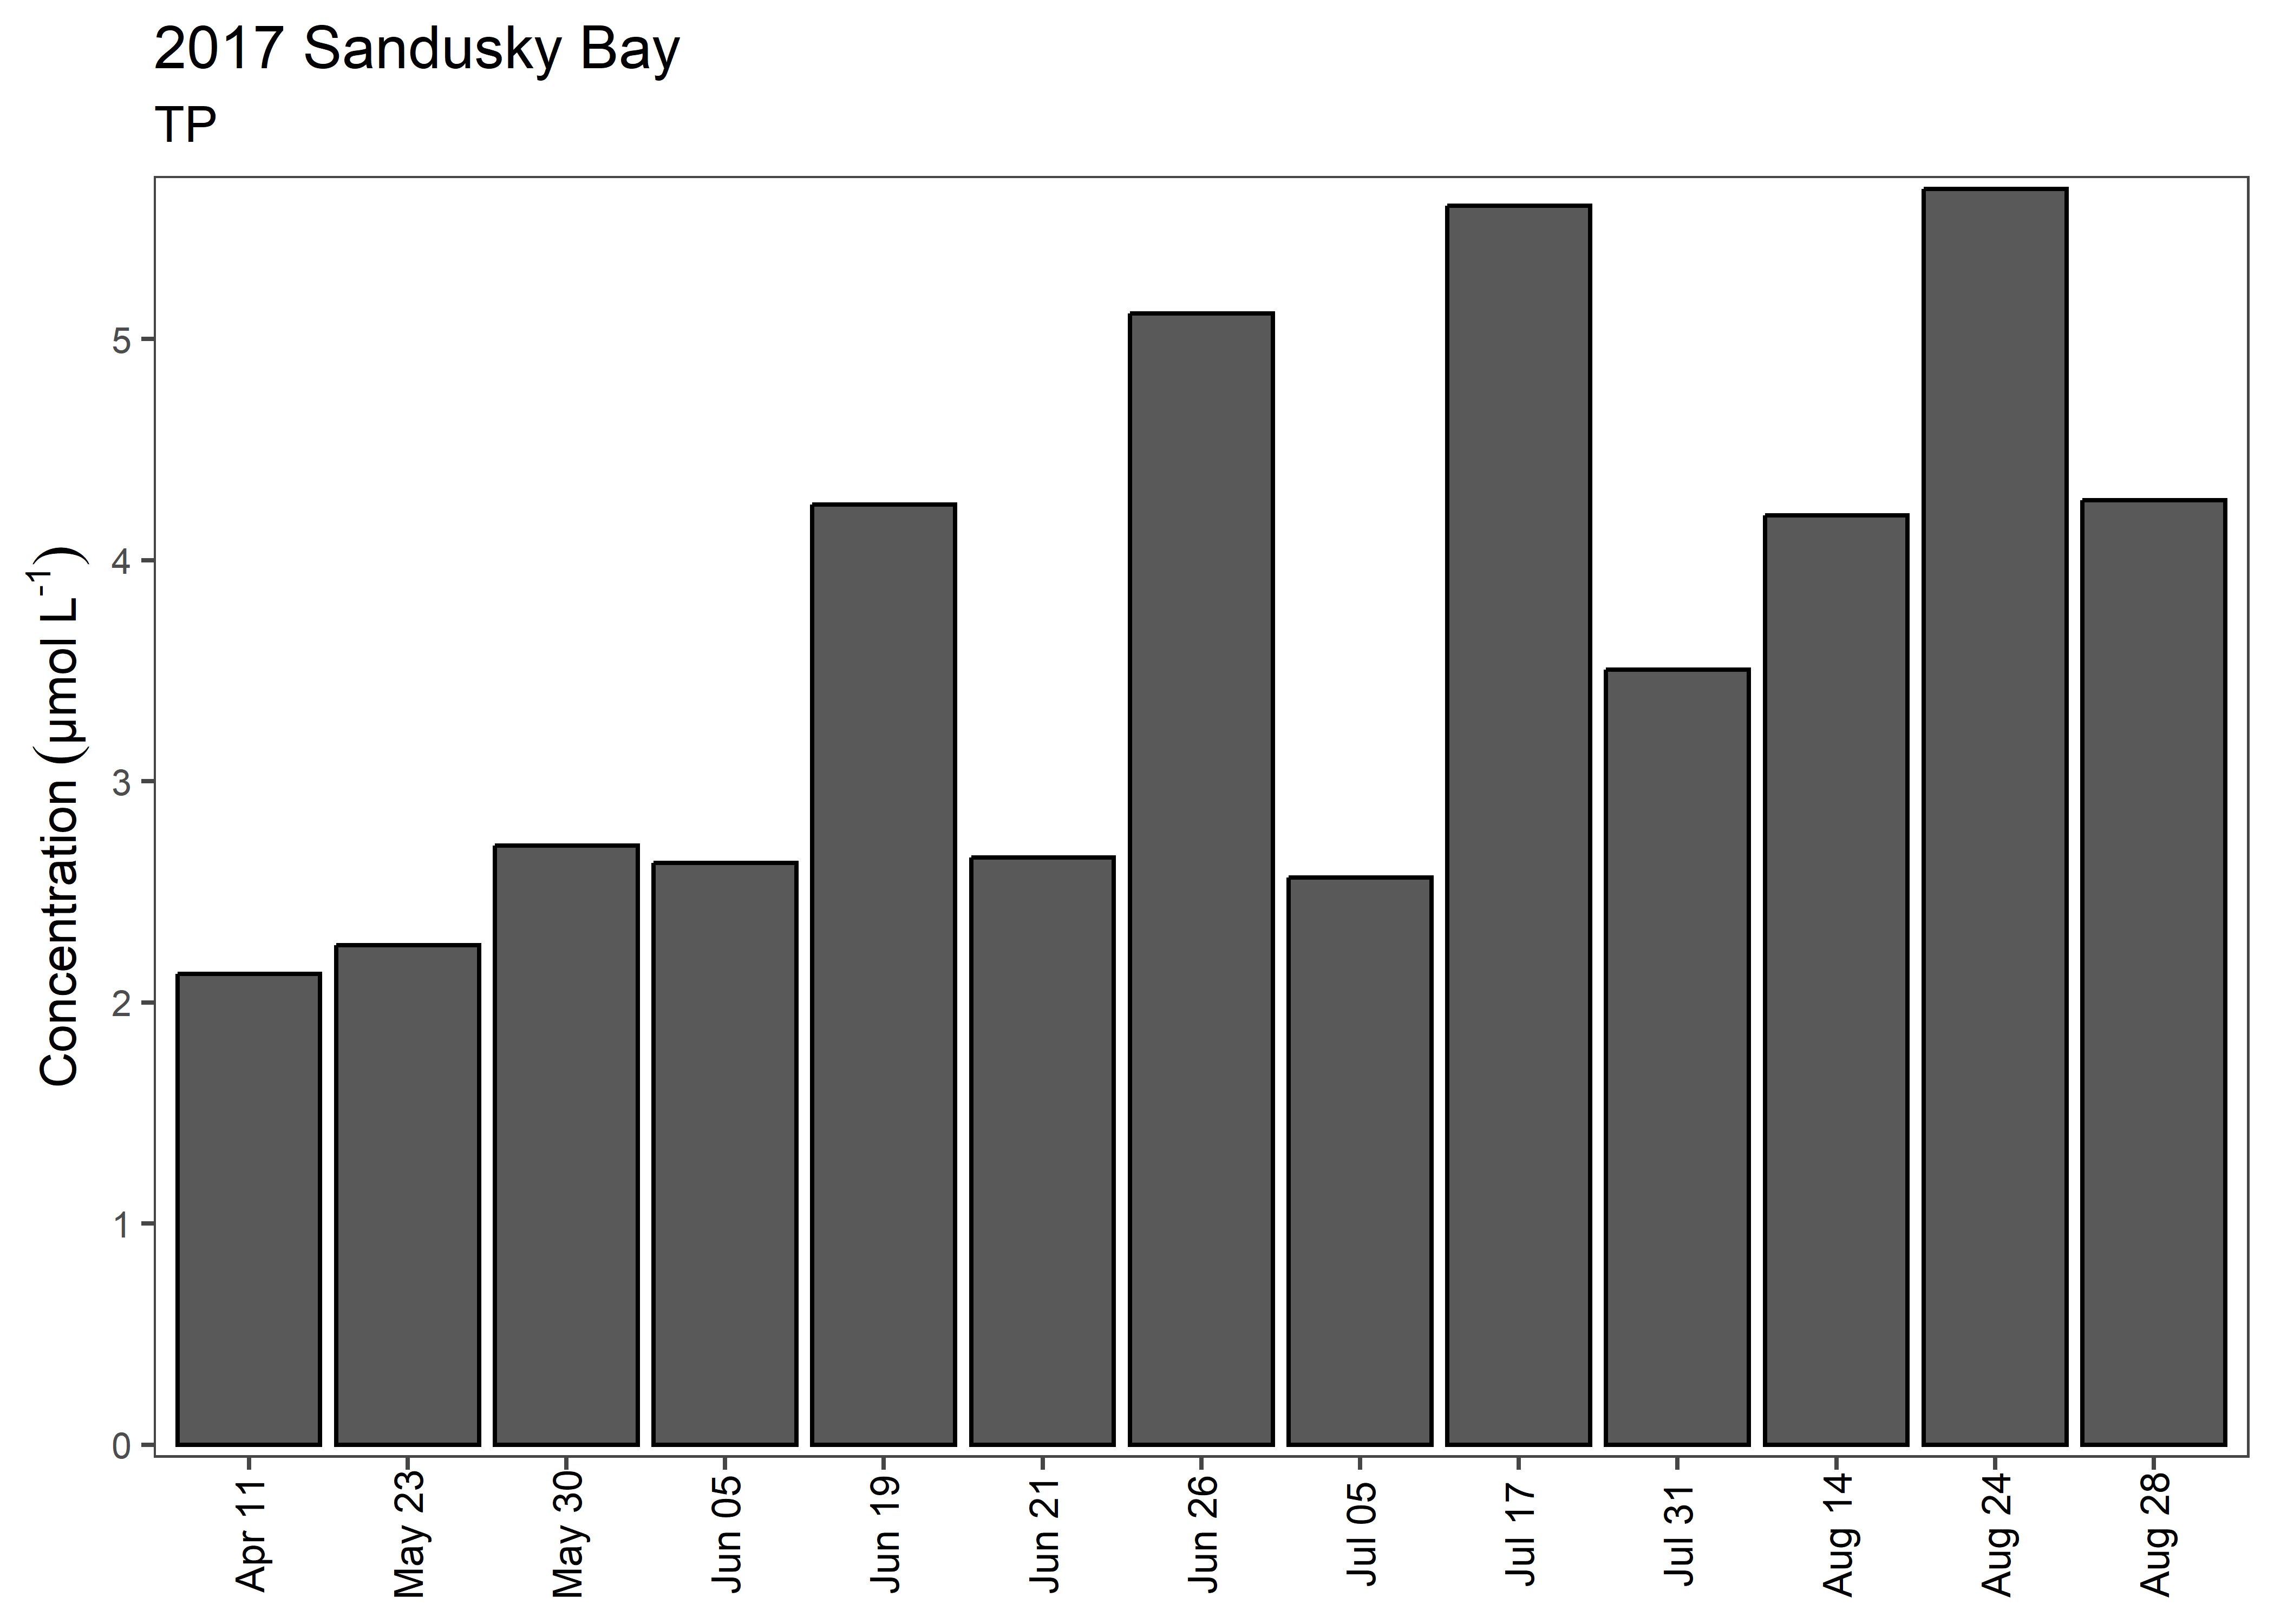 2017 Sandusky Bay
TP
Concentration (µmol L⁻¹)
5
4
3
2
1
0
Apr 11
May 23
May 30
Jun 05
Jun 19
Jun 21
Jun 26
Jul 05
Jul 17
Jul 31
Aug 14
Aug 24
Aug 28